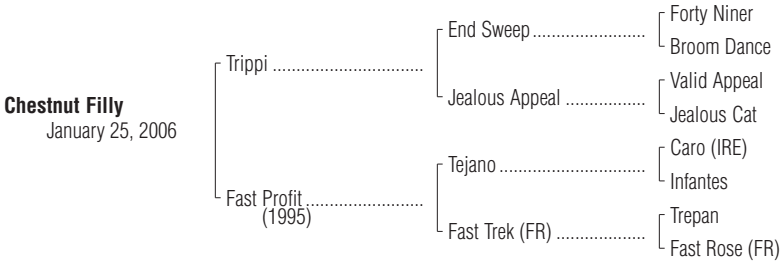 Forty Niner
End Sweep ........................
Broom Dance
Trippi ................................
Valid Appeal
Jealous Appeal .................
Chestnut Filly
Jealous Cat
January 25, 2006
Caro (IRE)
Tejano ...............................
Infantes
Fast Profit .........................
(1995)
Trepan
Fast Trek (FR) ...................
Fast Rose (FR)